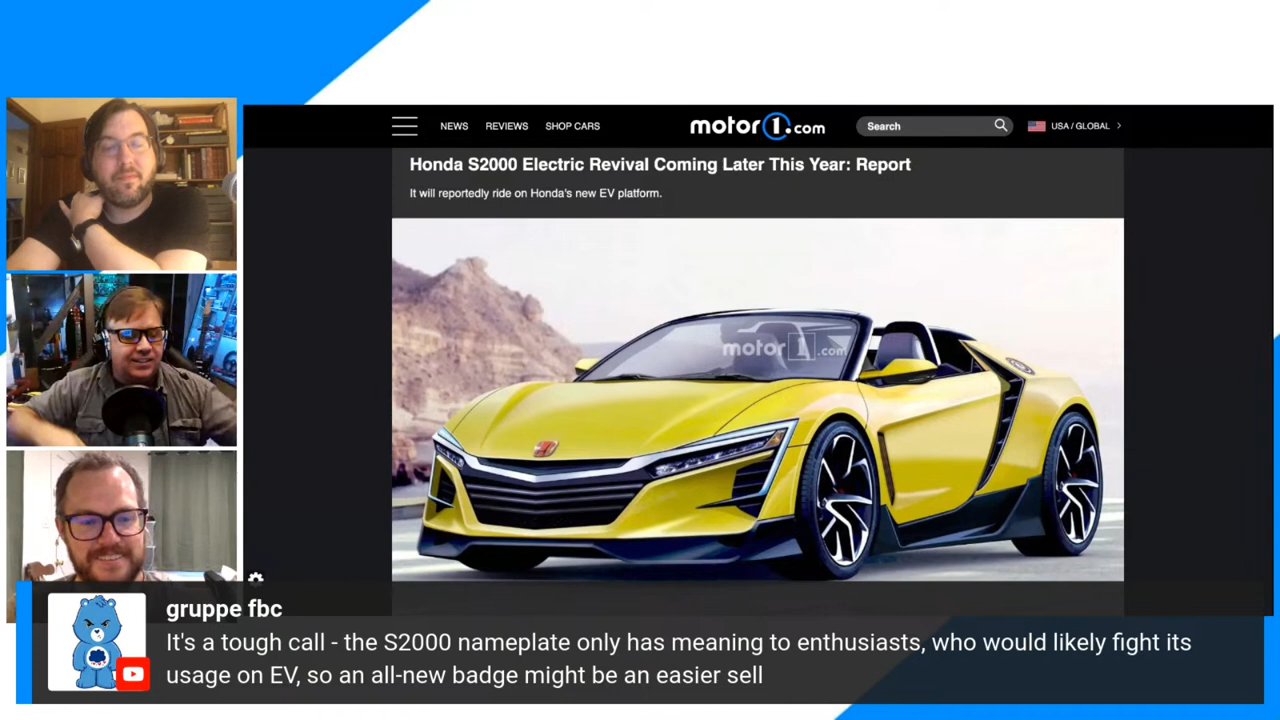 NEWS REVIEWS SHOP CARS motor1.com Search USA / GLOBAL
Honda S2000 Electric Revival Coming Later This Year: Report
It will reportedly ride on Honda's new EV platform.
motor1.com
gruppe fbc
It's a tough call - the S2000 nameplate only has meaning to enthusiasts, who would likely fight its
usage on EV, so an all-new badge might be an easier sell